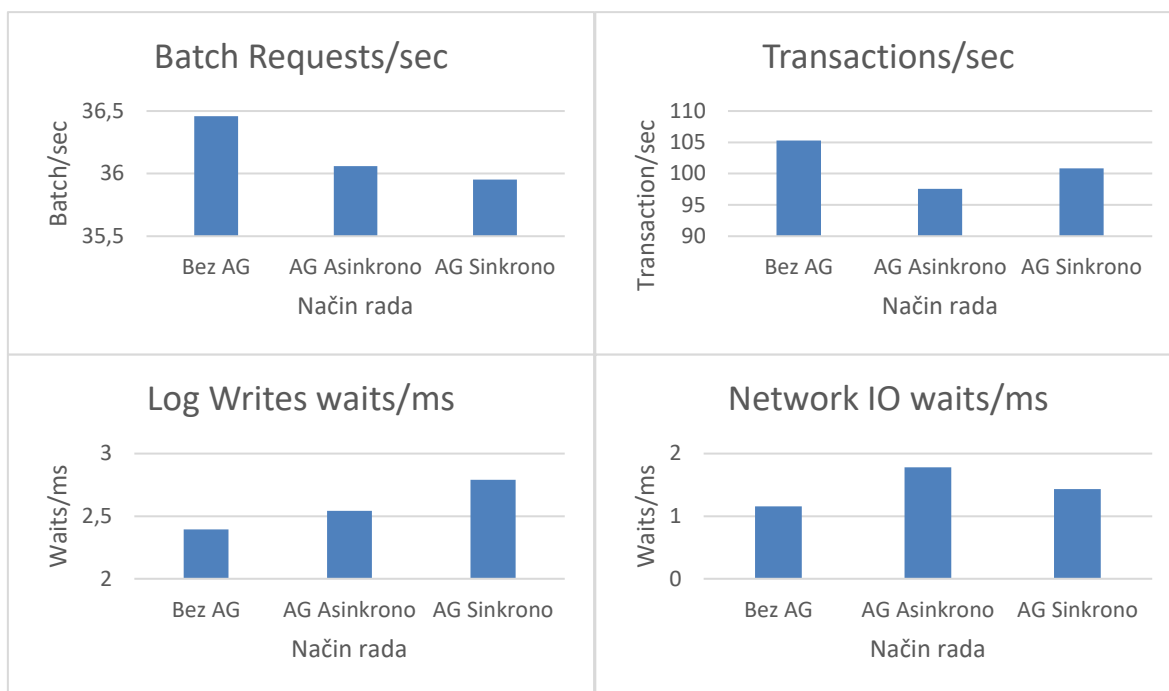 Batch Requests/sec
Batch/sec
36,5
36
35,5
Bez AG AG Asinkrono AG Sinkrono
Način rada
Transactions/sec
Transaction/sec
110
105
100
95
90
Bez AG AG Asinkrono AG Sinkrono
Način rada
Log Writes waits/ms
Waits/ms
3
2,5
2
Bez AG AG Asinkrono AG Sinkrono
Način rada
Network IO waits/ms
Waits/ms
2
1
0
Bez AG AG Asinkrono AG Sinkrono
Način rada